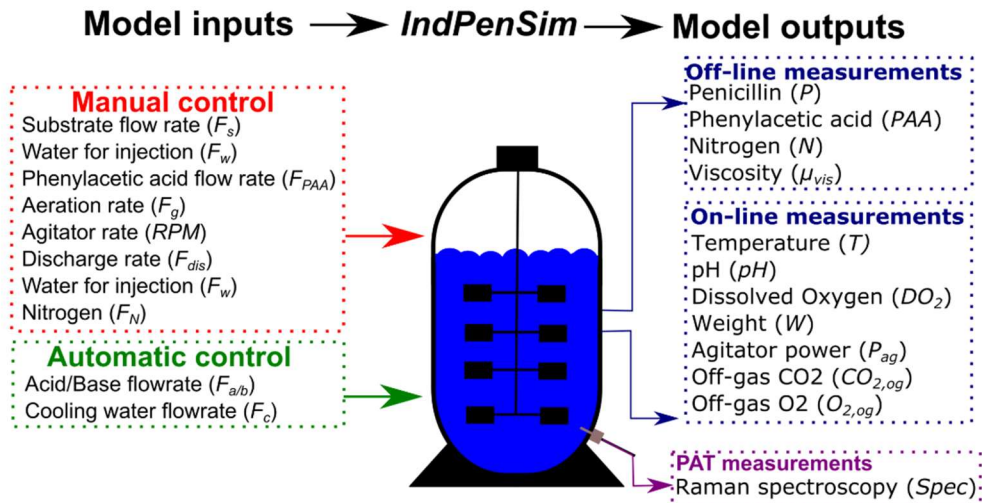 Model inputs IndPenSim Model outputs
Manual control
Substrate flow rate (Fs)
Water for injection (Fw)
Phenylacetic acid flow rate (FPAA)
Aeration rate (Fg)
Agitator rate (RPM)
Discharge rate (Fdis)
Water for injection (Fw)
Nitrogen (FN)
Automatic control
Acid/Base flowrate (Fa/b)
Cooling water flowrate (Fc)
Off-line measurements
Penicillin (P)
Phenylacetic acid (PAA)
Nitrogen (N)
Viscosity (μvis)
On-line measurements
Temperature (T)
pH (pH)
Dissolved Oxygen (DO2)
Weight (W)
Agitator power (Pag)
Off-gas CO2 (CO2,og)
Off-gas O2 (O2,og)
PAT measurements
Raman spectroscopy (Spec)